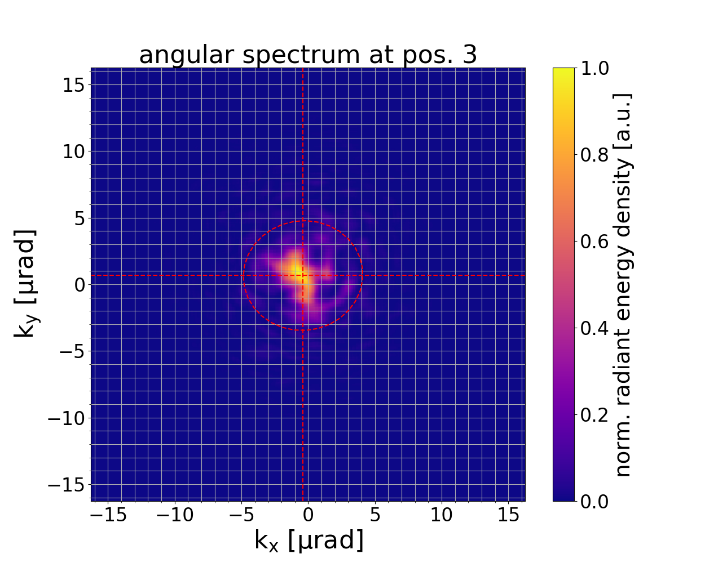 angular spectrum at pos. 3
15
10
5
0
−5
−10
−15
k_y [μrad]
−15 −10 −5 0 5 10 15
k_x [μrad]
1.0
0.8
0.6
0.4
0.2
0.0
norm. radiant energy density [a.u.]